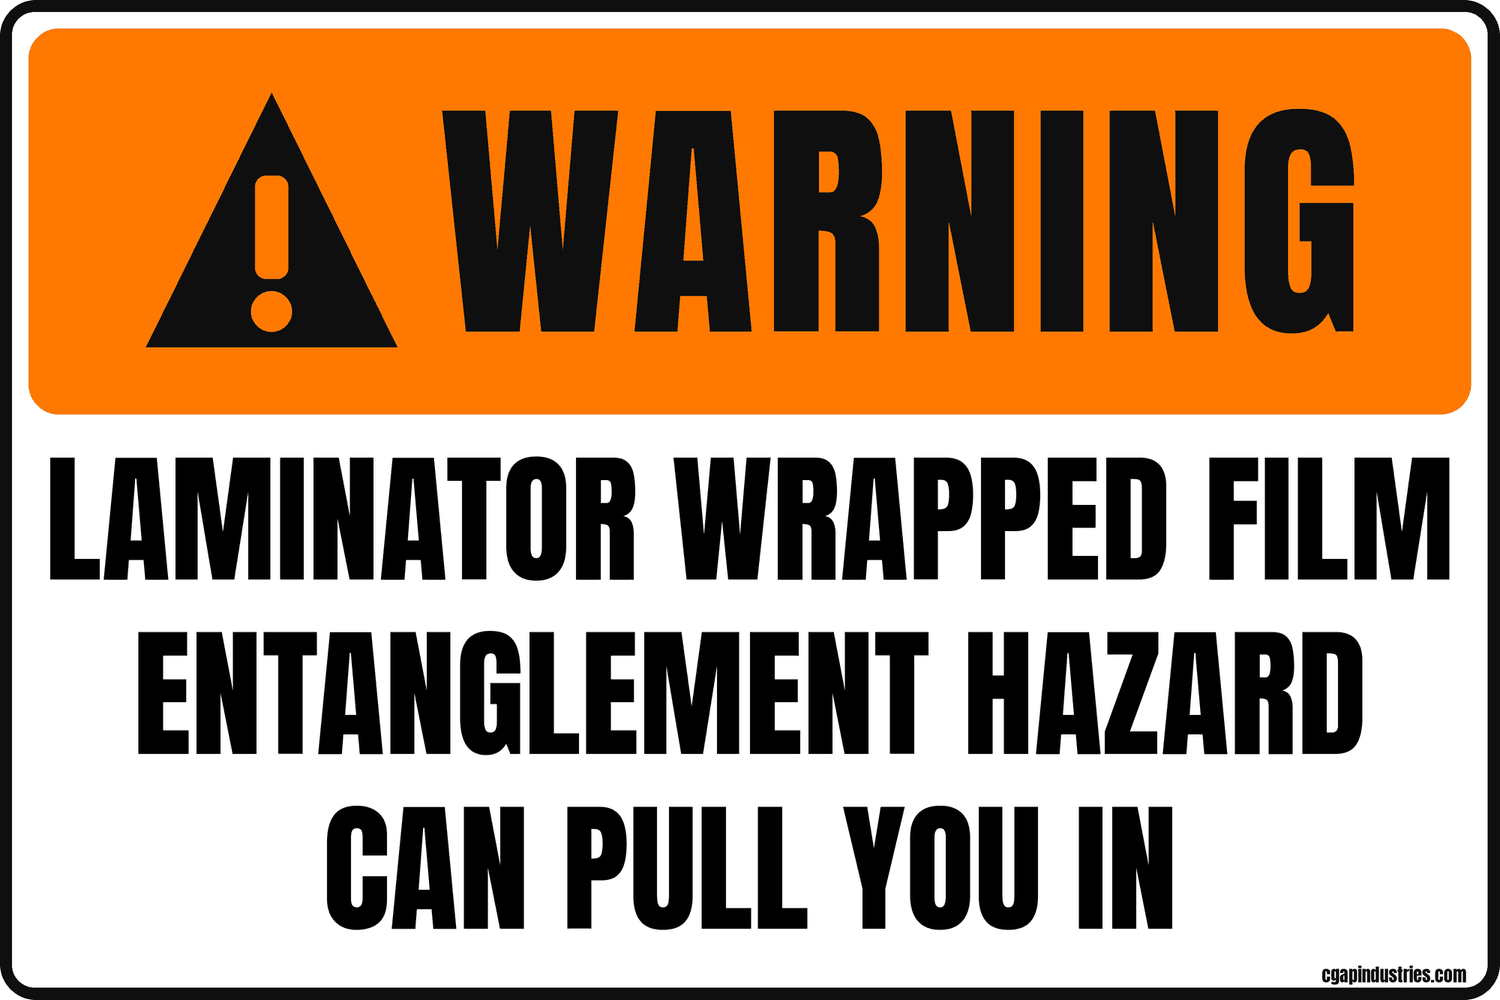 WARNING
LAMINATOR WRAPPED FILM
ENTANGLEMENT HAZARD
CAN PULL YOU IN
cgapindustries.com